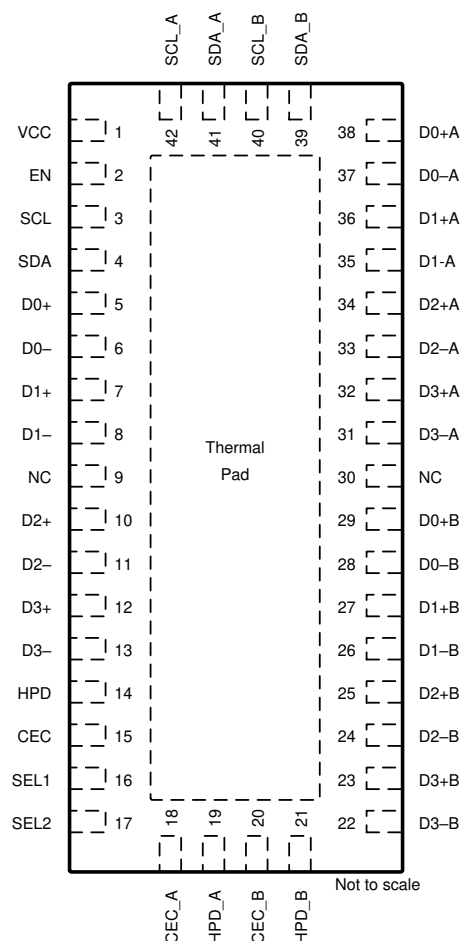 SCL_A SDA_A SCL_B SDA_B
42 41 40 39
VCC 1 38 D0+A
EN 2 37 D0–A
SCL 3 36 D1+A
SDA 4 35 D1-A
D0+ 5 34 D2+A
D0– 6 33 D2–A
D1+ 7 32 D3+A
D1– 8 31 D3–A
Thermal
Pad
NC 9 30 NC
D2+ 10 29 D0+B
D2– 11 28 D0–B
D3+ 12 27 D1+B
D3– 13 26 D1–B
HPD 14 25 D2+B
CEC 15 24 D2–B
SEL1 16 23 D3+B
SEL2 17 22 D3–B
18 19 20 21
CEC_A HPD_A CEC_B HPD_B
Not to scale